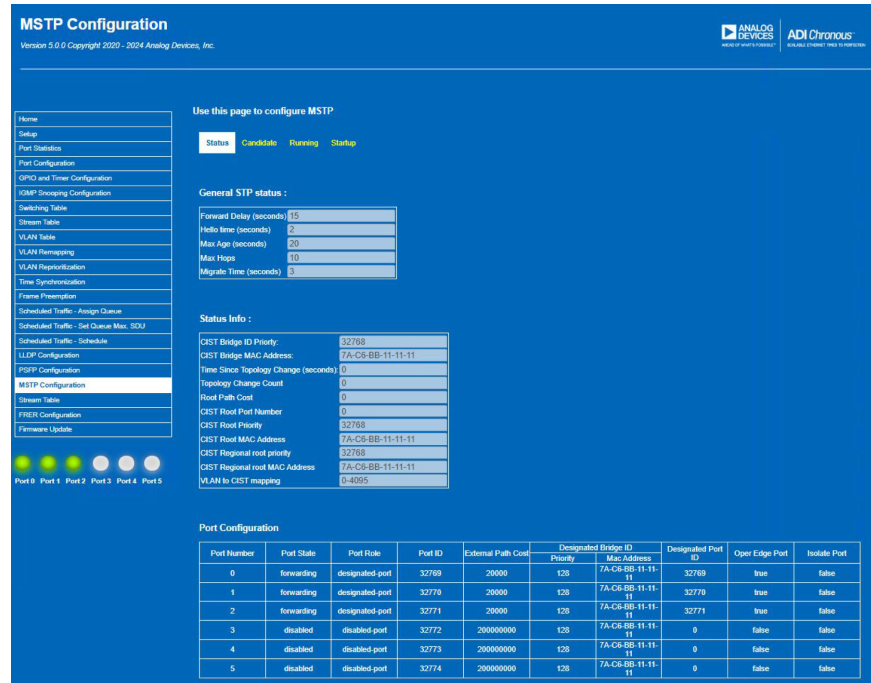 MSTP Configuration
Version 5.0.0 Copyright 2020 - 2024 Analog Devices, Inc.
ANALOG DEVICES
AHEAD OF WHAT'S POSSIBLE™
ADI Chronous™
SCALABLE ETHERNET TIMED TO PERFECTION
Home
Setup
Port Statistics
Port Configuration
GPIO and Timer Configuration
IGMP Snooping Configuration
Switching Table
Stream Table
VLAN Table
VLAN Remapping
VLAN Reprioritization
Time Synchronization
Frame Preemption
Scheduled Traffic - Assign Queue
Scheduled Traffic - Set Queue Max. SDU
Scheduled Traffic - Schedule
LLDP Configuration
PSFP Configuration
MSTP Configuration
Stream Table
FRER Configuration
Firmware Update
Port 0 Port 1 Port 2 Port 3 Port 4 Port 5
Use this page to configure MSTP
Status Candidate Running Startup
General STP status :
Forward Delay (seconds) 15
Hello time (seconds) 2
Max Age (seconds) 20
Max Hops 10
Migrate Time (seconds) 3
Status Info :
CIST Bridge ID Priorty: 32768
CIST Bridge MAC Address: 7A-C6-BB-11-11-11
Time Since Topology Change (seconds): 0
Topology Change Count 0
Root Path Cost 0
CIST Root Port Number 0
CIST Root Priority 32768
CIST Root MAC Address 7A-C6-BB-11-11-11
CIST Regional root priority 32768
CIST Regional root MAC Address 7A-C6-BB-11-11-11
VLAN to CIST mapping 0-4095
Port Configuration
Port Number Port State Port Role Port ID External Path Cost Designated Bridge ID Designated Port ID Oper Edge Port Isolate Port
Priority Mac Address
0 forwarding designated-port 32769 20000 128 7A-C6-BB-11-11-11 32769 true false
1 forwarding designated-port 32770 20000 128 7A-C6-BB-11-11-11 32770 true false
2 forwarding designated-port 32771 20000 128 7A-C6-BB-11-11-11 32771 true false
3 disabled disabled-port 32772 200000000 128 7A-C6-BB-11-11-11 0 false false
4 disabled disabled-port 32773 200000000 128 7A-C6-BB-11-11-11 0 false false
5 disabled disabled-port 32774 200000000 128 7A-C6-BB-11-11-11 0 false false